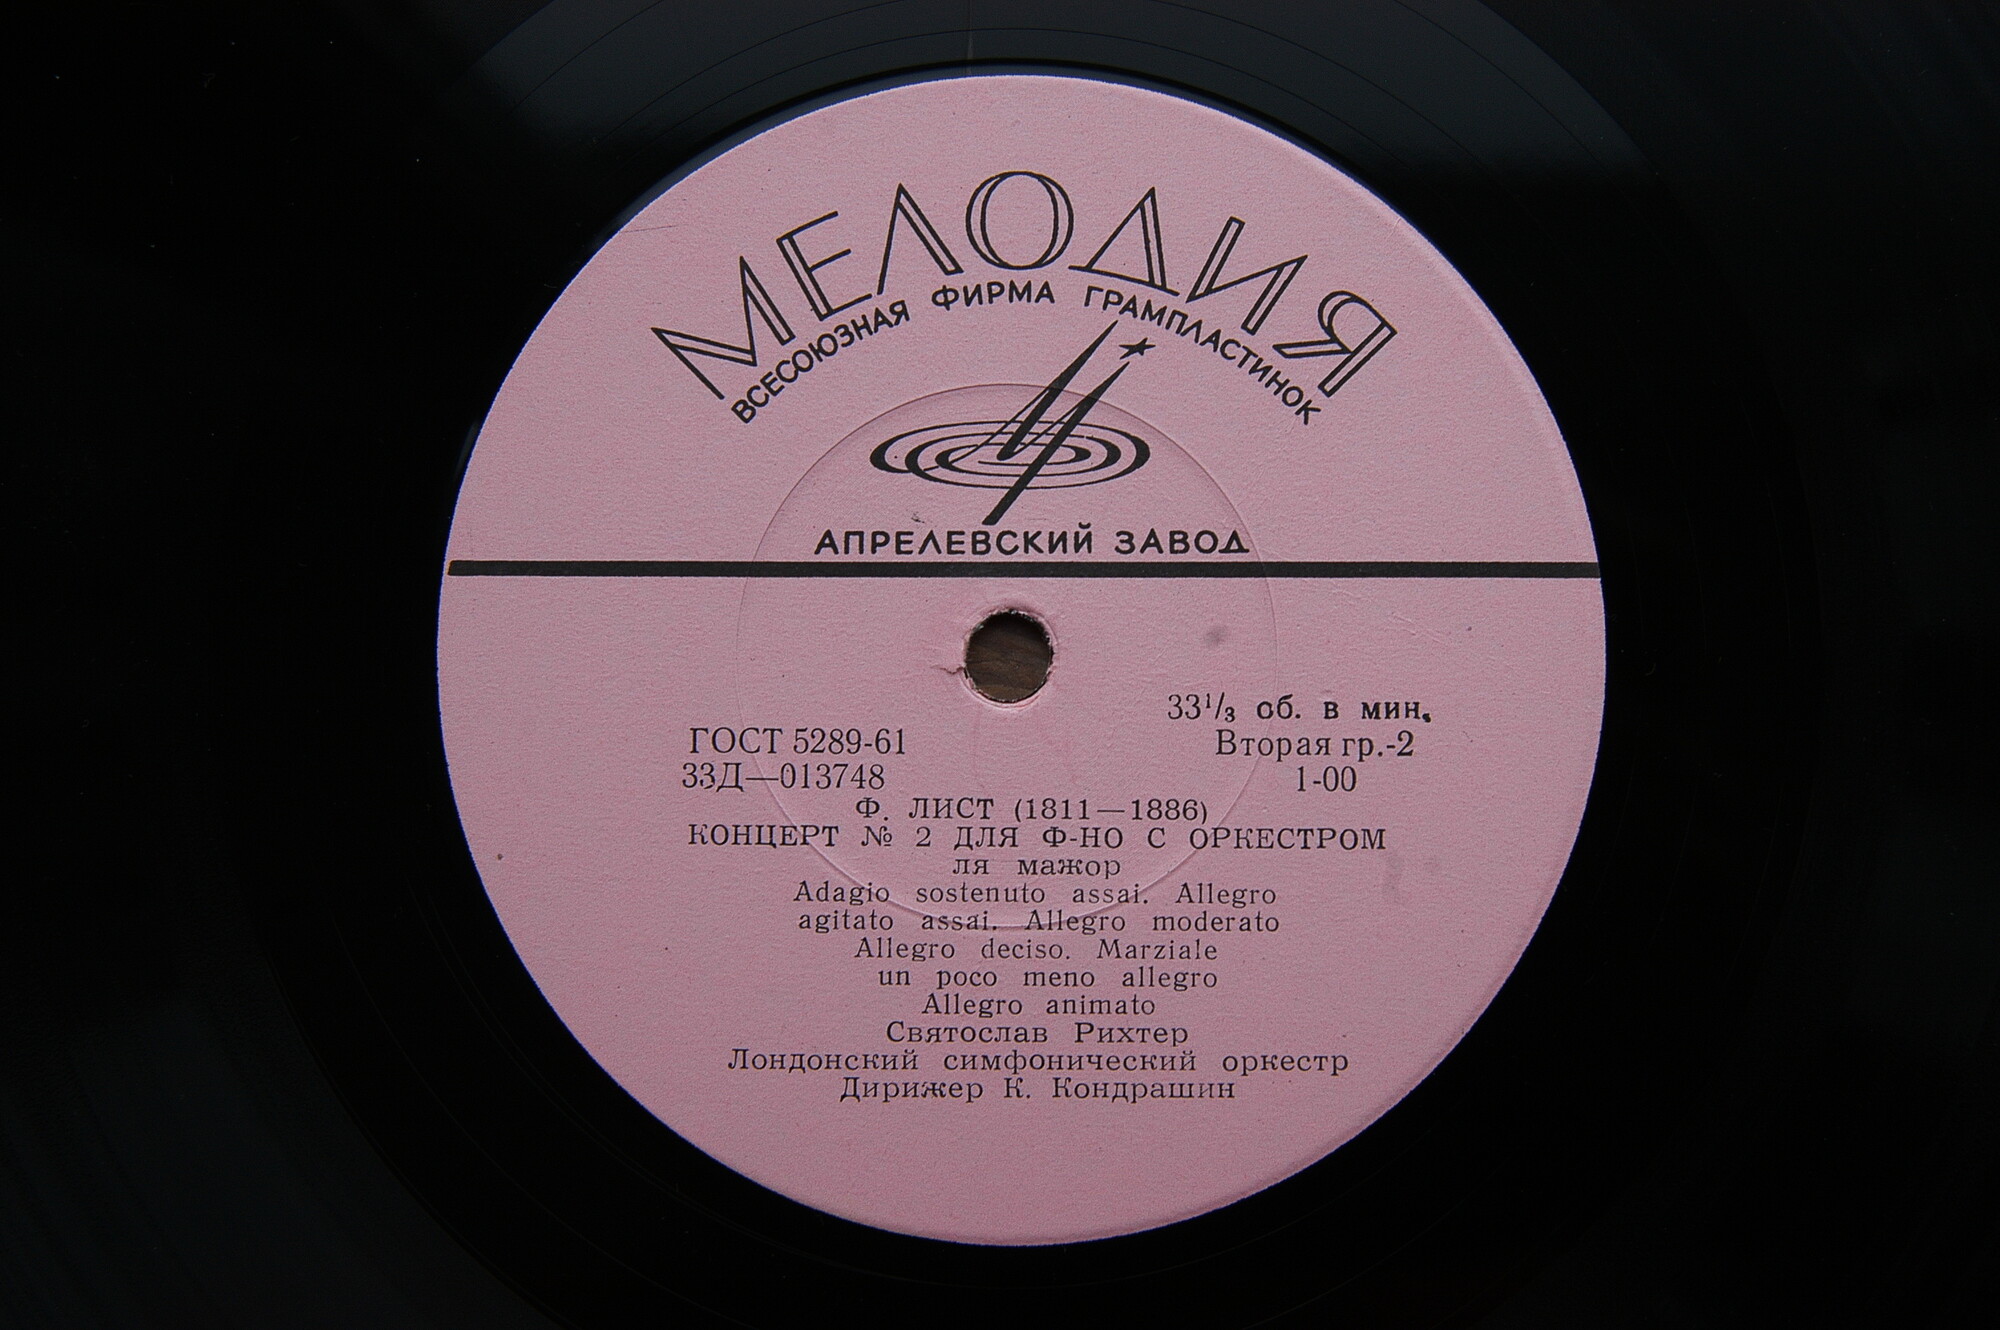 МЕЛОДИЯ
ВСЕСОЮЗНАЯ ФИРМА ГРАМПЛАСТИНОК
АПРЕЛЕВСКИЙ ЗАВОД
33 1/3 об. в мин.
ГОСТ 5289-61
Вторая гр.-2
33Д—013748
1-00
Ф. ЛИСТ (1811—1886)
КОНЦЕРТ № 2 ДЛЯ Ф-НО С ОРКЕСТРОМ
ля мажор
Adagio sostenuto assai. Allegro
agitato assai. Allegro moderato
Allegro deciso. Marziale
un poco meno allegro
Allegro animato
Святослав Рихтер
Лондонский симфонический оркестр
Дирижер К. Кондрашин